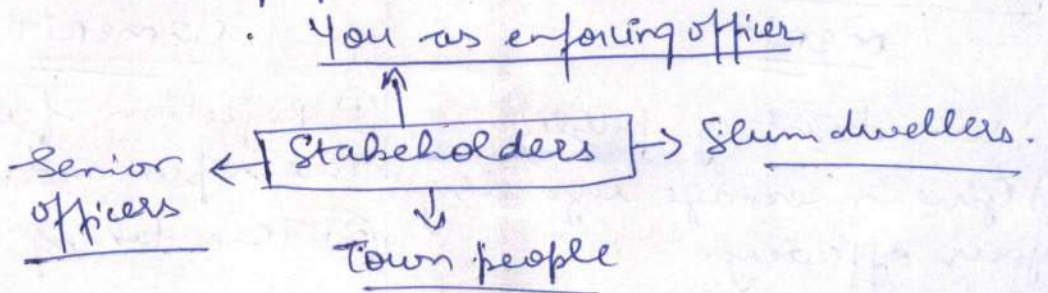 You as enforcing officer
Senior officers ← Stakeholders → Slum dwellers.
Town people